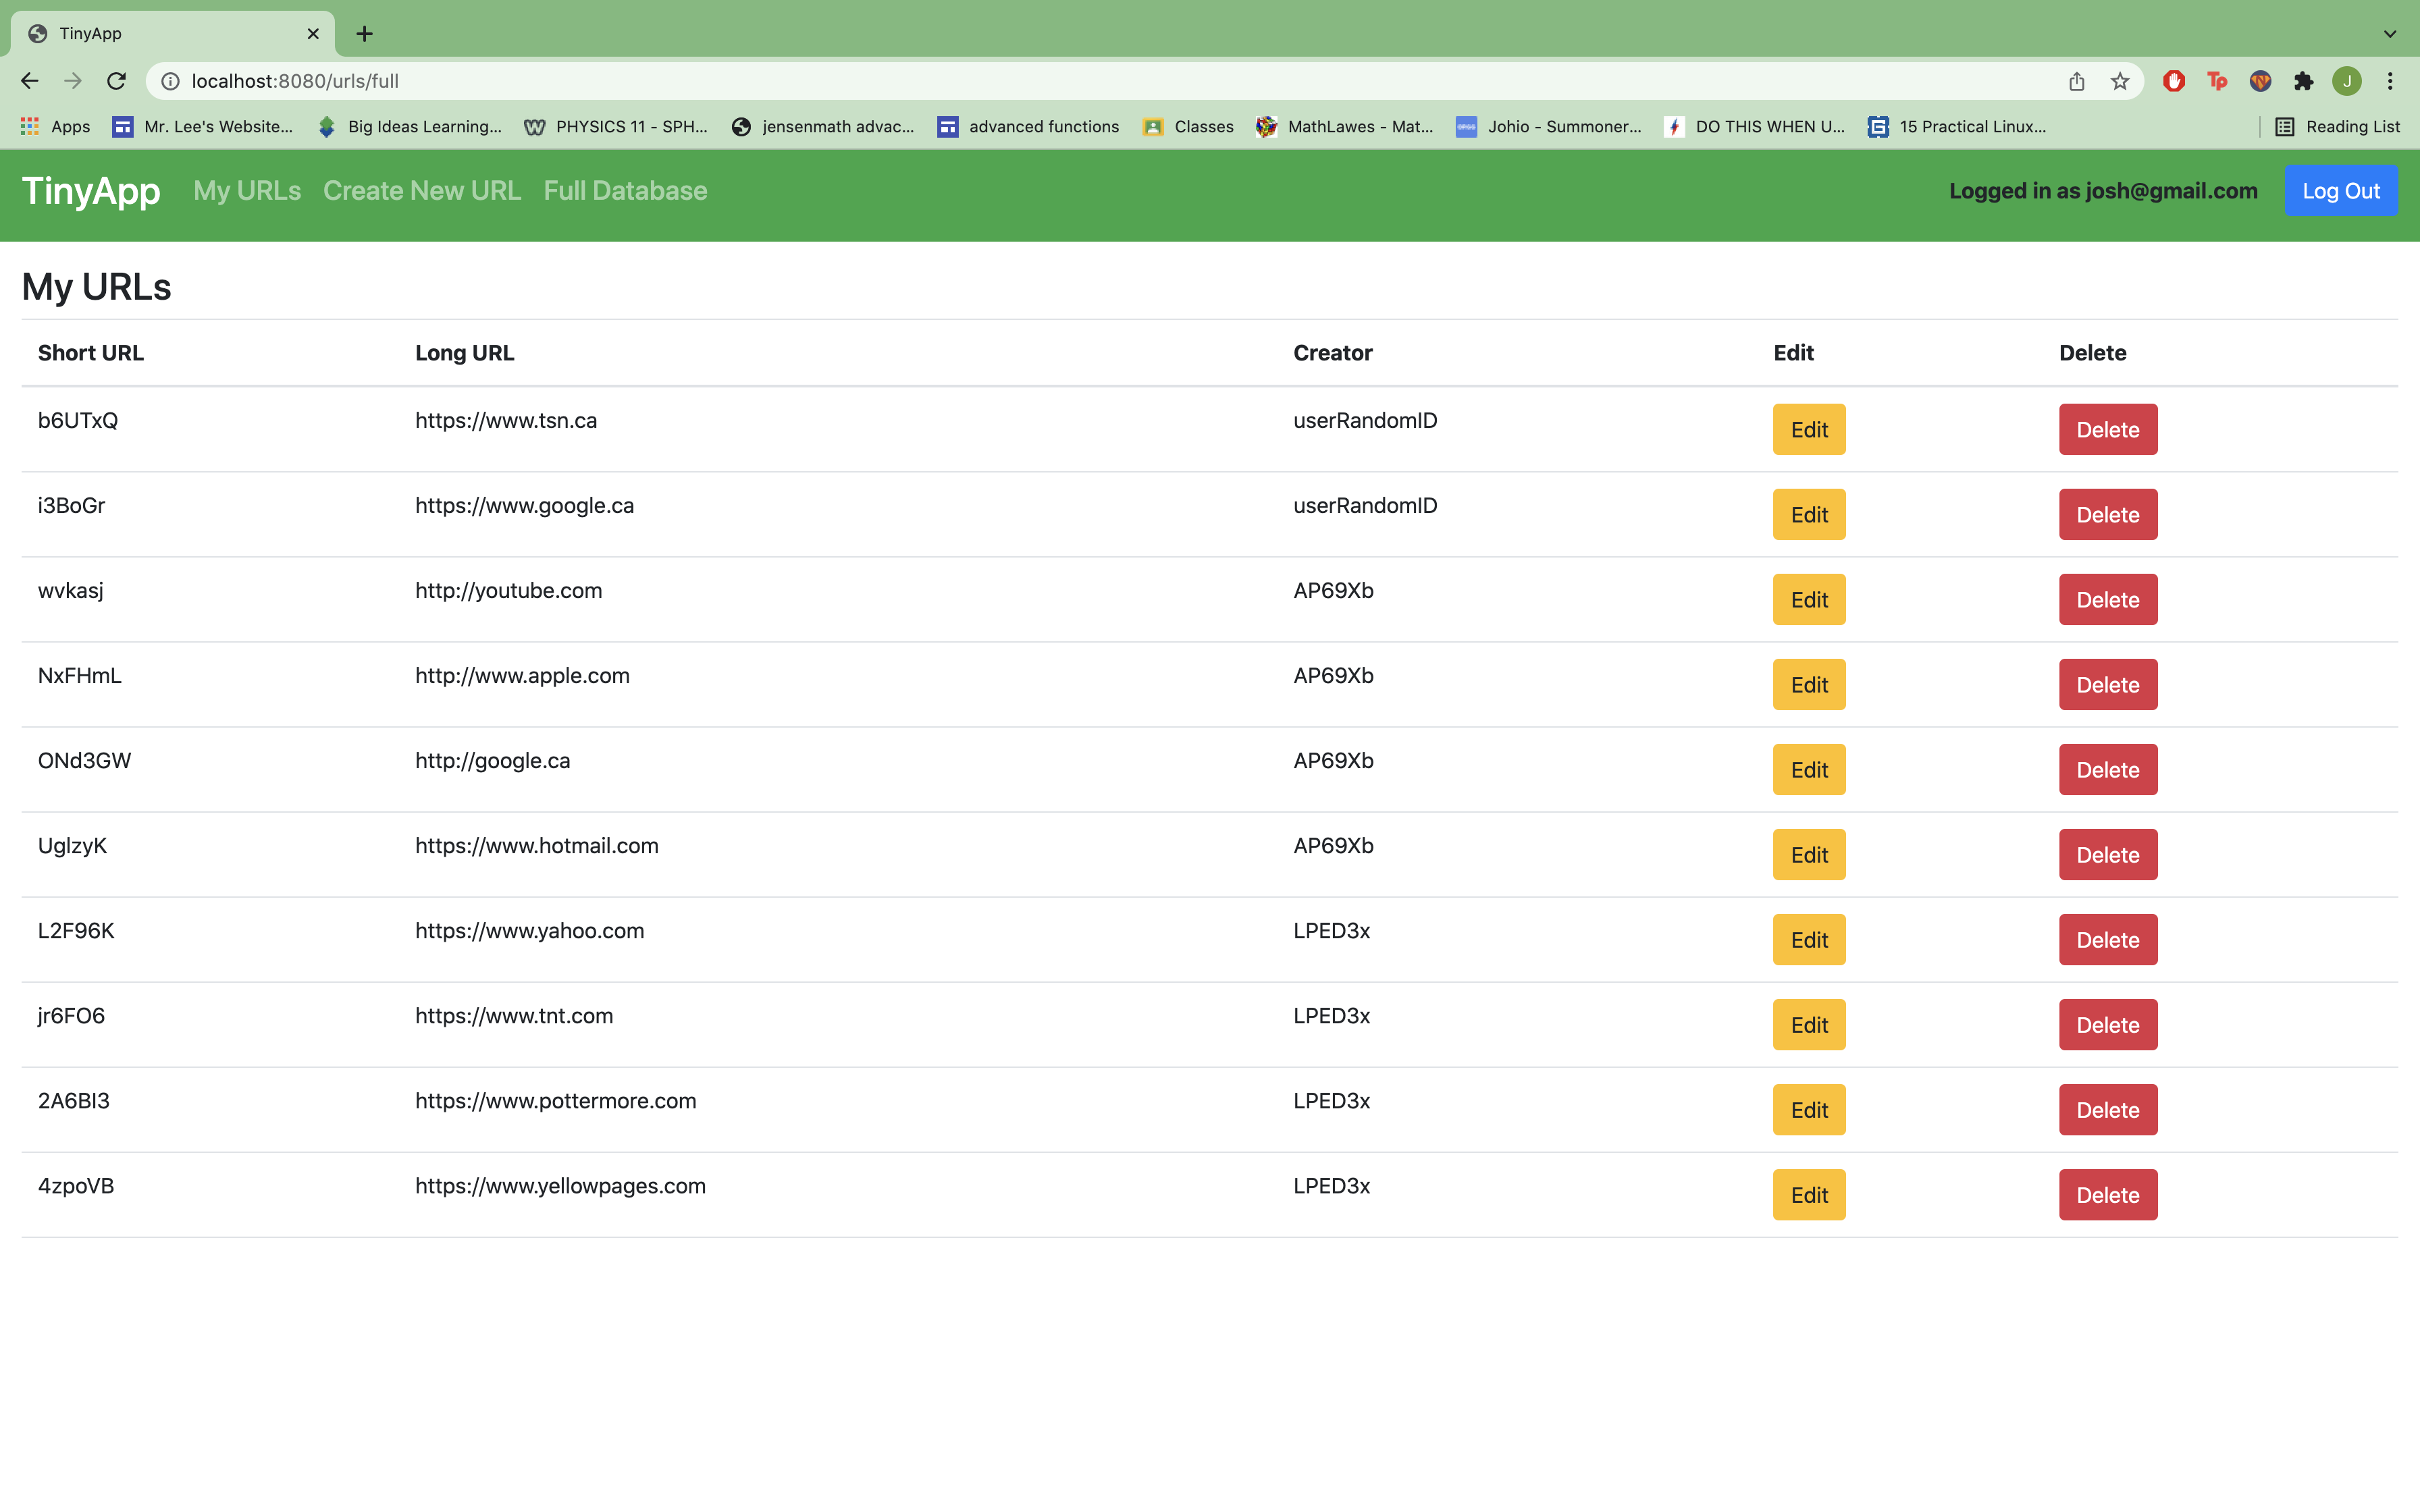 TinyApp
localhost:8080/urls/full
Apps Mr. Lee's Website... Big Ideas Learning... PHYSICS 11 - SPH... jensenmath advac... advanced functions Classes MathLawes - Mat... Johio - Summoner... DO THIS WHEN U... 15 Practical Linux... Reading List
TinyApp My URLs Create New URL Full Database Logged in as josh@gmail.com Log Out
My URLs
Short URL Long URL Creator Edit Delete
b6UTxQ https://www.tsn.ca userRandomID Edit Delete
i3BoGr https://www.google.ca userRandomID Edit Delete
wvkasj http://youtube.com AP69Xb Edit Delete
NxFHmL http://www.apple.com AP69Xb Edit Delete
ONd3GW http://google.ca AP69Xb Edit Delete
https://www.hotmail.com AP69Xb Edit Delete
L2F96K https://www.yahoo.com LPED3x Edit Delete
jr6FO6 https://www.tnt.com LPED3x Edit Delete
https://www.pottermore.com LPED3x Edit Delete
4zpoVB https://www.yellowpages.com LPED3x Edit Delete